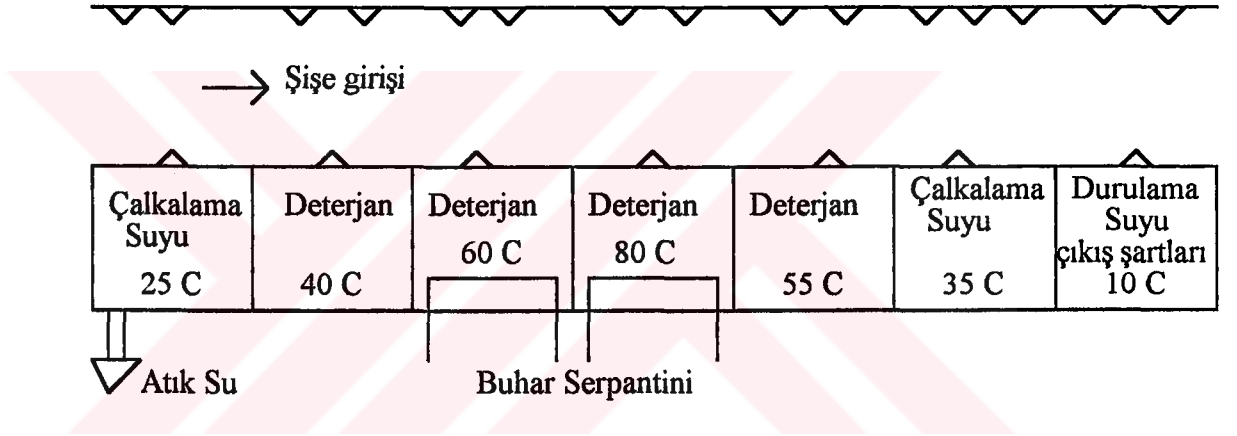 Şişe girişi
Çalkalama
Suyu
25 C
Deterjan
40 C
Deterjan
60 C
Deterjan
80 C
Deterjan
55 C
Çalkalama
Suyu
35 C
Durulama
Suyu
çıkış şartları
10 C
Atık Su
Buhar Serpantini